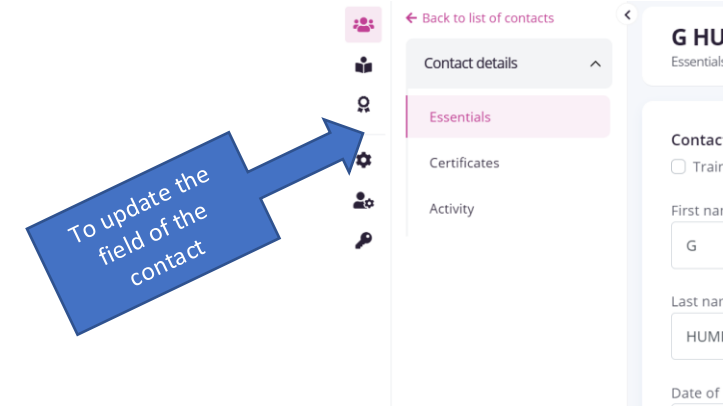 Back to list of contacts
Contact details
Essentials
Certificates
Activity
To update the
field of the
contact
G HU
Essentials
Contac
Train
First nar
G
Last nar
HUM
Date of